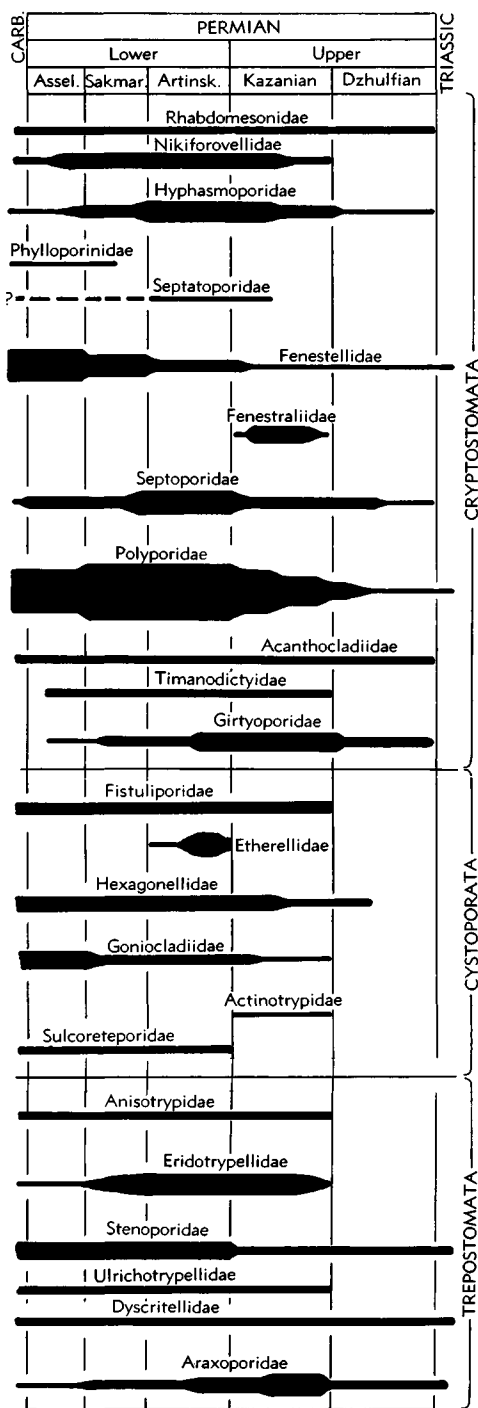 CARB.
PERMIAN
TRIASSIC
Lower Upper
Assel. Sakmar. Artinsk. Kazanian Dzhulfian
Rhabdomesonidae
Nikiforovellidae
Hyphasmoporidae
Phylloporinidae
Septatoporidae
?
Fenestellidae
Fenestraliidae
Septoporidae
Polyporidae
Acanthocladiidae
Timanodictyidae
Girtyoporidae
CRYPTOSTOMATA
Fistuliporidae
Etherellidae
Hexagonellidae
Goniocladiidae
Actinotrypidae
Sulcoreteporidae
CYSTOPORATA
Anisotrypidae
Eridotrypellidae
Stenoporidae
Ulrichotrypellidae
Dyscritellidae
Araxoporidae
TREPOSTOMATA